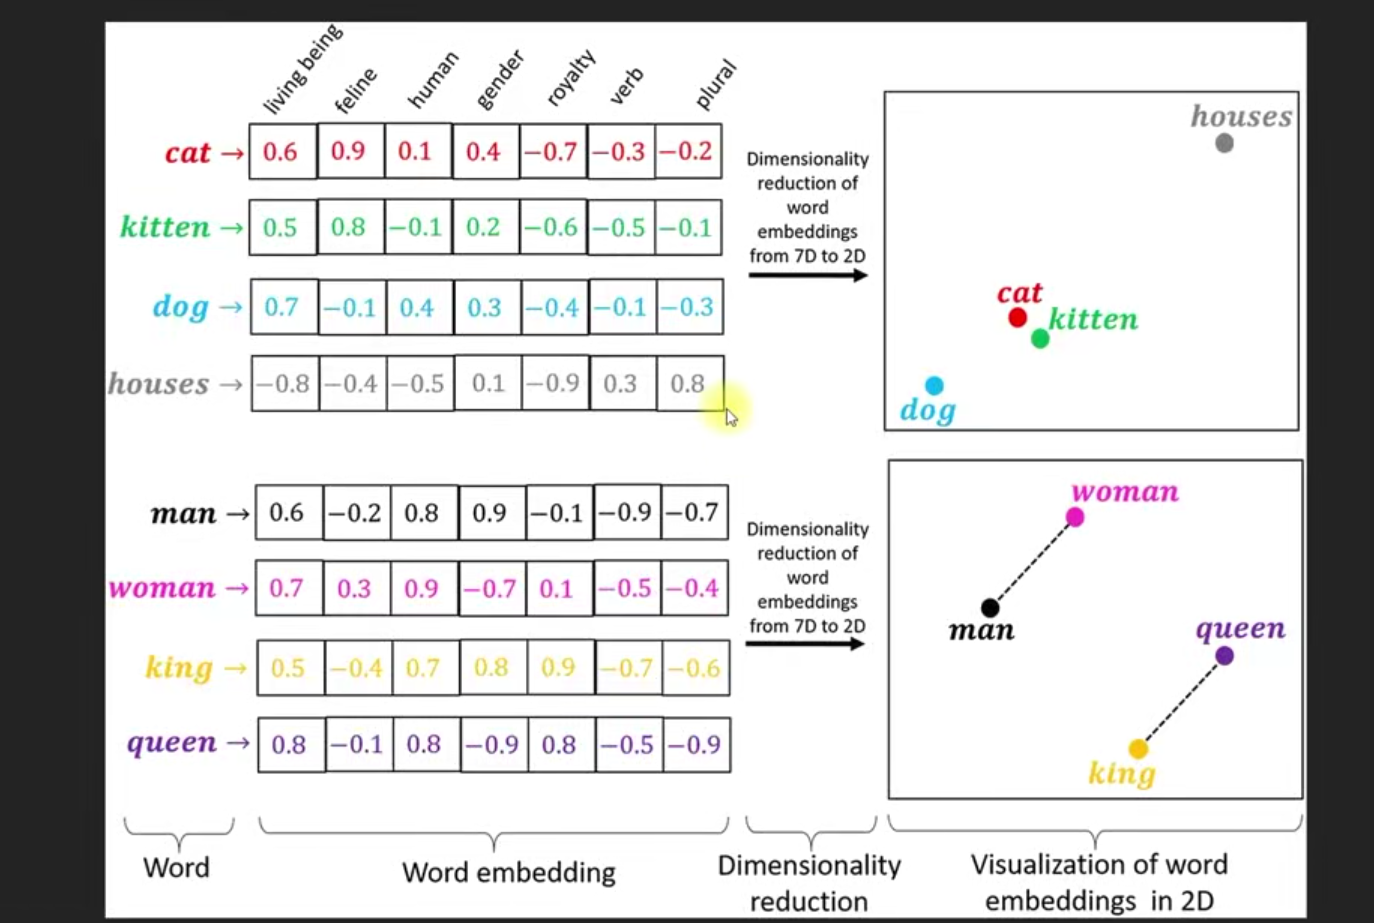 living being feline human gender royalty verb plural
cat → 0.6 0.9 0.1 0.4 −0.7 −0.3 −0.2
kitten → 0.5 0.8 −0.1 0.2 −0.6 −0.5 −0.1
dog → 0.7 −0.1 0.4 0.3 −0.4 −0.1 −0.3
houses → −0.8 −0.4 −0.5 0.1 −0.9 0.3 0.8
Dimensionality
reduction of
word
embeddings
from 7D to 2D
houses
cat
kitten
dog
man → 0.6 −0.2 0.8 0.9 −0.1 −0.9 −0.7
woman → 0.7 0.3 0.9 −0.7 0.1 −0.5 −0.4
king → 0.5 −0.4 0.7 0.8 0.9 −0.7 −0.6
queen → 0.8 −0.1 0.8 −0.9 0.8 −0.5 −0.9
Dimensionality
reduction of
word
embeddings
from 7D to 2D
woman
man
queen
king
Word
Word embedding
Dimensionality
reduction
Visualization of word
embeddings in 2D